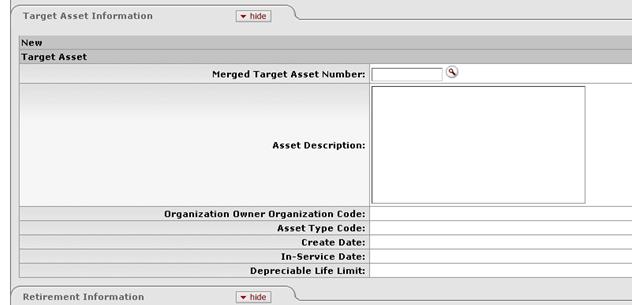 Target Asset Information hide
New
Target Asset
Merged Target Asset Number:
Asset Description:
Organization Owner Organization Code:
Asset Type Code:
Create Date:
In-Service Date:
Depreciable Life Limit:
Retirement Information hide